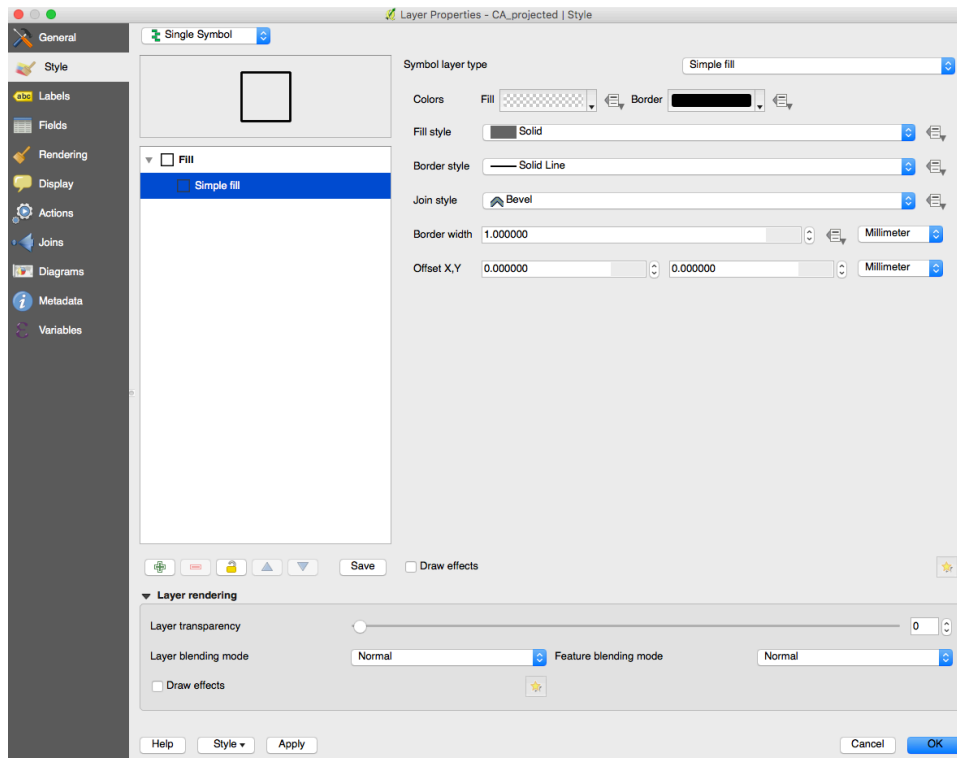 Layer Properties - CA_projected | Style
General
Style
abc Labels
Fields
Rendering
Display
Actions
Joins
Diagrams
Metadata
Variables
Single Symbol
Fill
Simple fill
Save
Symbol layer type Simple fill
Colors Fill Border
Fill style Solid
Border style Solid Line
Join style Bevel
Border width 1.000000 Millimeter
Offset X,Y 0.000000 0.000000 Millimeter
Draw effects
Layer rendering
Layer transparency 0
Layer blending mode Normal Feature blending mode Normal
Draw effects
Help Style Apply Cancel OK